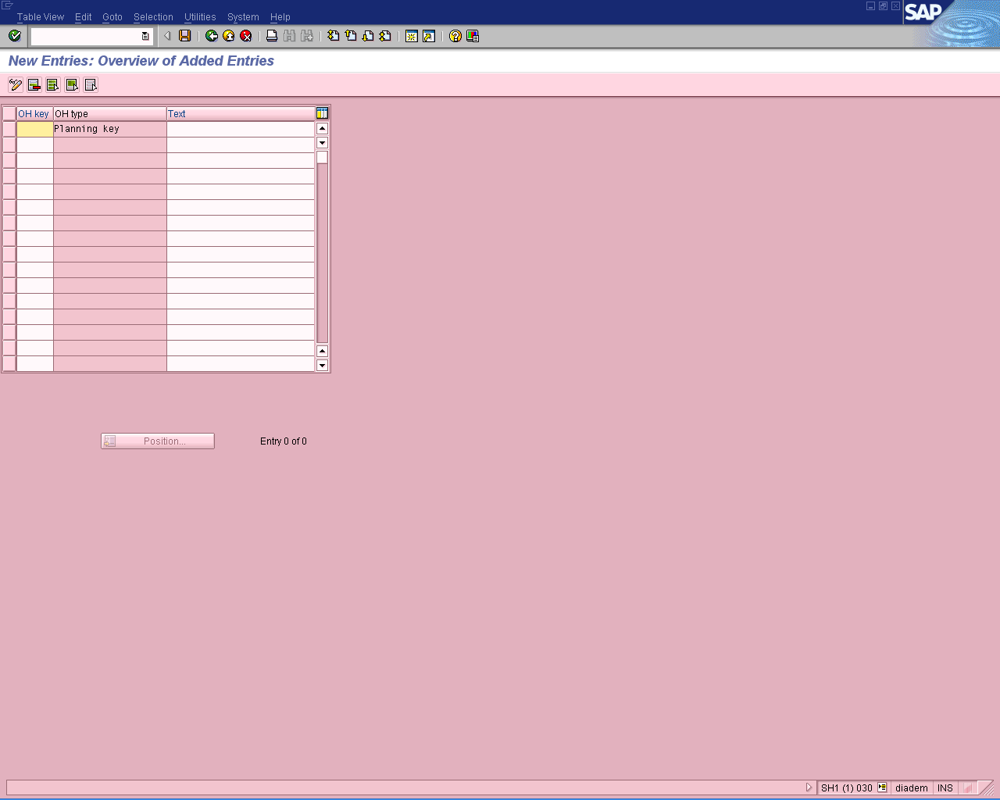 Table View Edit Goto Selection Utilities System Help
SAP
New Entries: Overview of Added Entries
OH key OH type Text
Planning key
Position... Entry 0 of 0
SH1 (1) 030 diadem INS